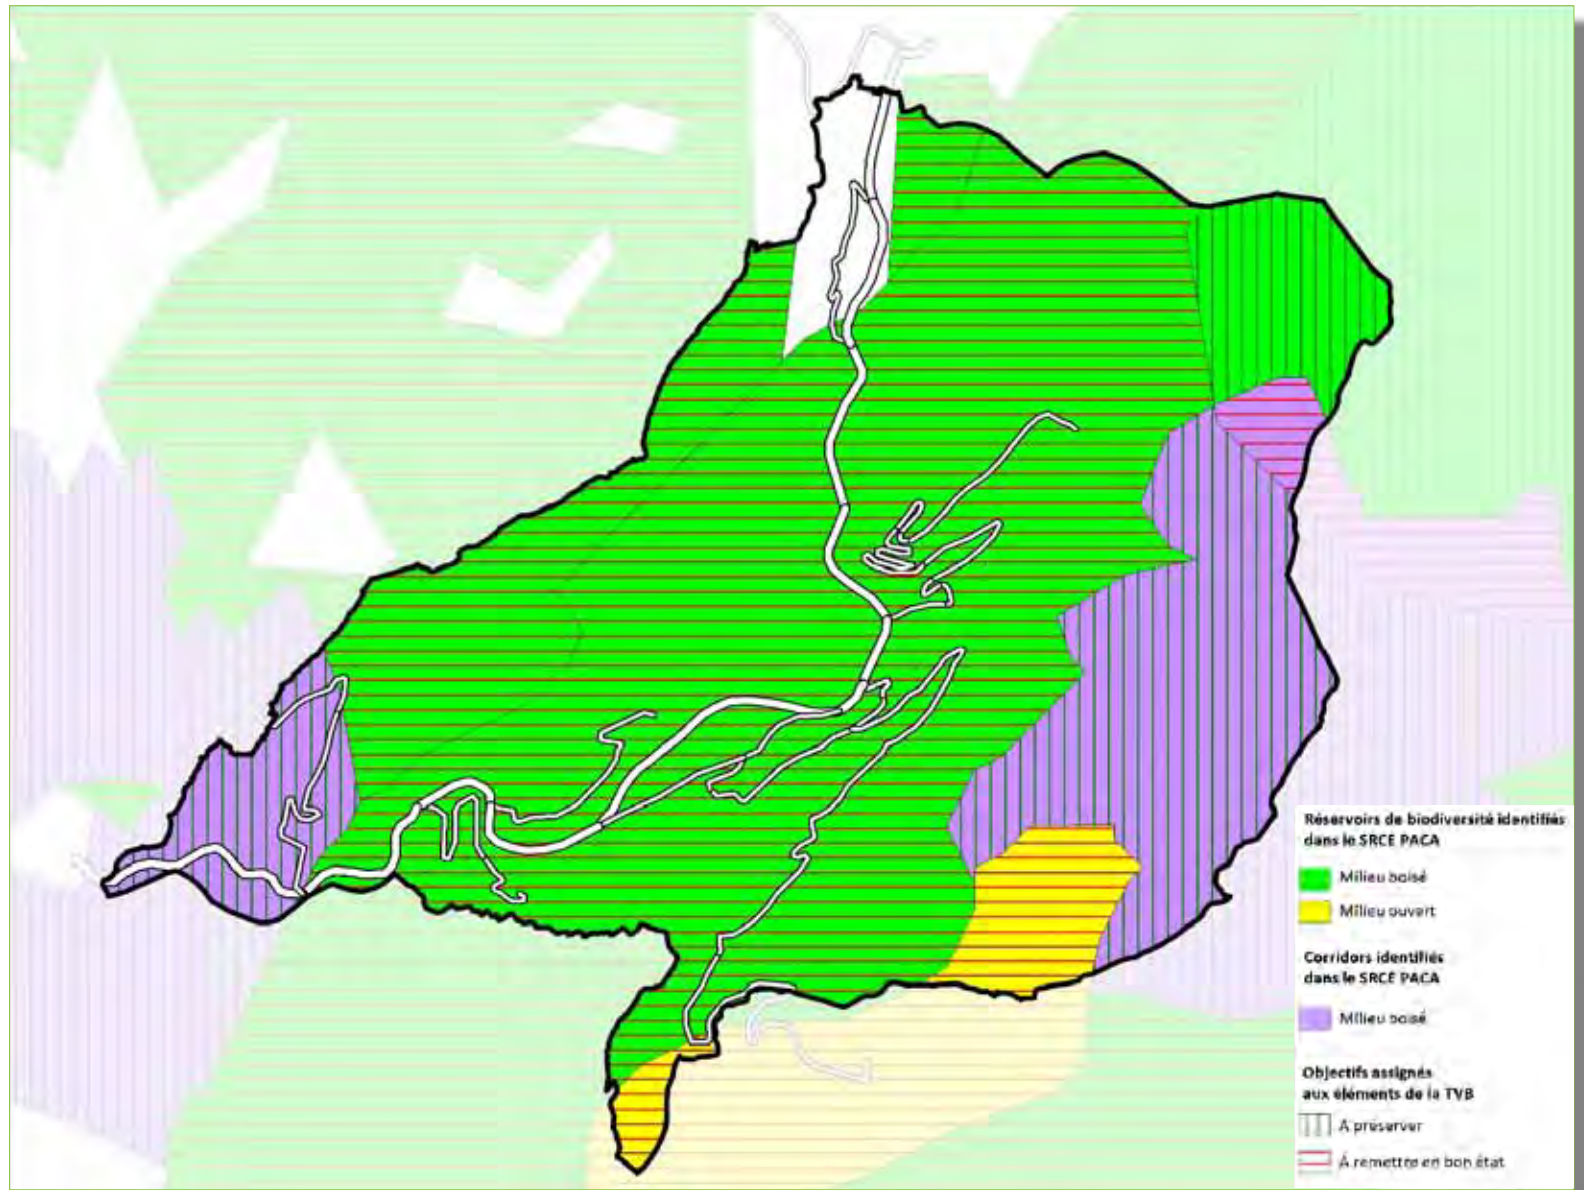 Réservoirs de biodiversité identifiés
dans le SRCE PACA
Milieu boisé
Milieu ouvert
Corridors identifiés
dans le SRCE PACA
Milieu boisé
Objectifs assignés
aux éléments de la TVB
A préserver
À remettre en bon état